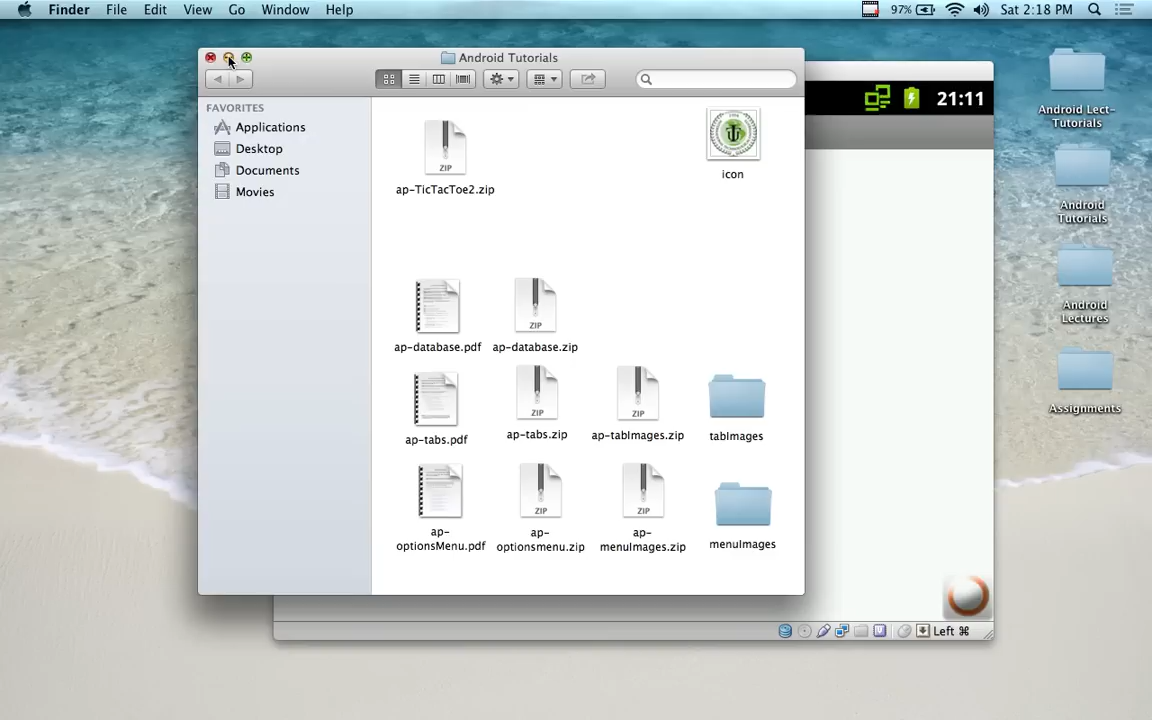 Finder File Edit View Go Window Help 97% Sat 2:18 PM
Android Tutorials
FAVORITES
Applications
Desktop
Documents
Movies
ZIP
ap-TicTacToe2.zip
icon
ap-database.pdf
ZIP
ap-database.zip
ap-tabs.pdf
ZIP
ap-tabs.zip
ZIP
ap-tabImages.zip
tabImages
ap-
optionsMenu.pdf
ZIP
ap-
optionsmenu.zip
ZIP
ap-
menuImages.zip
menuImages
21:11
Left ⌘
Android Lect-
Tutorials
Android
Tutorials
Android
Lectures
Assignments